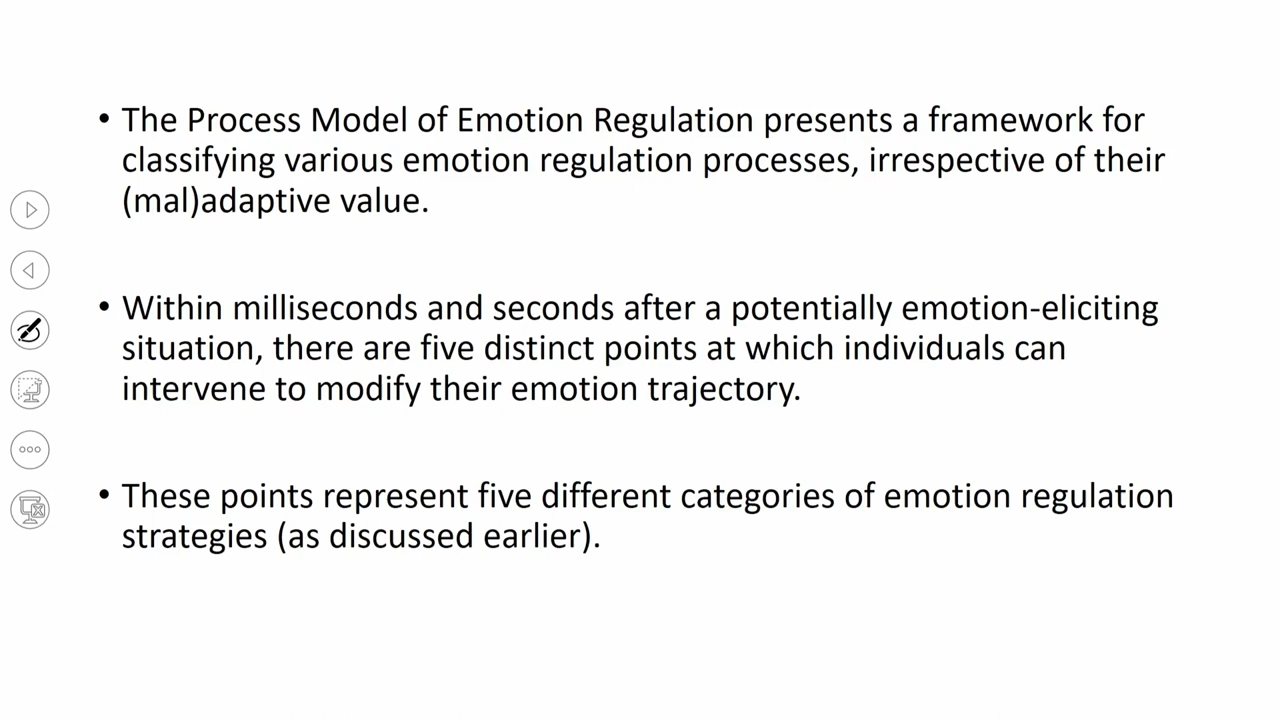 • The Process Model of Emotion Regulation presents a framework for
classifying various emotion regulation processes, irrespective of their
(mal)adaptive value.
• Within milliseconds and seconds after a potentially emotion-eliciting
situation, there are five distinct points at which individuals can
intervene to modify their emotion trajectory.
• These points represent five different categories of emotion regulation
strategies (as discussed earlier).